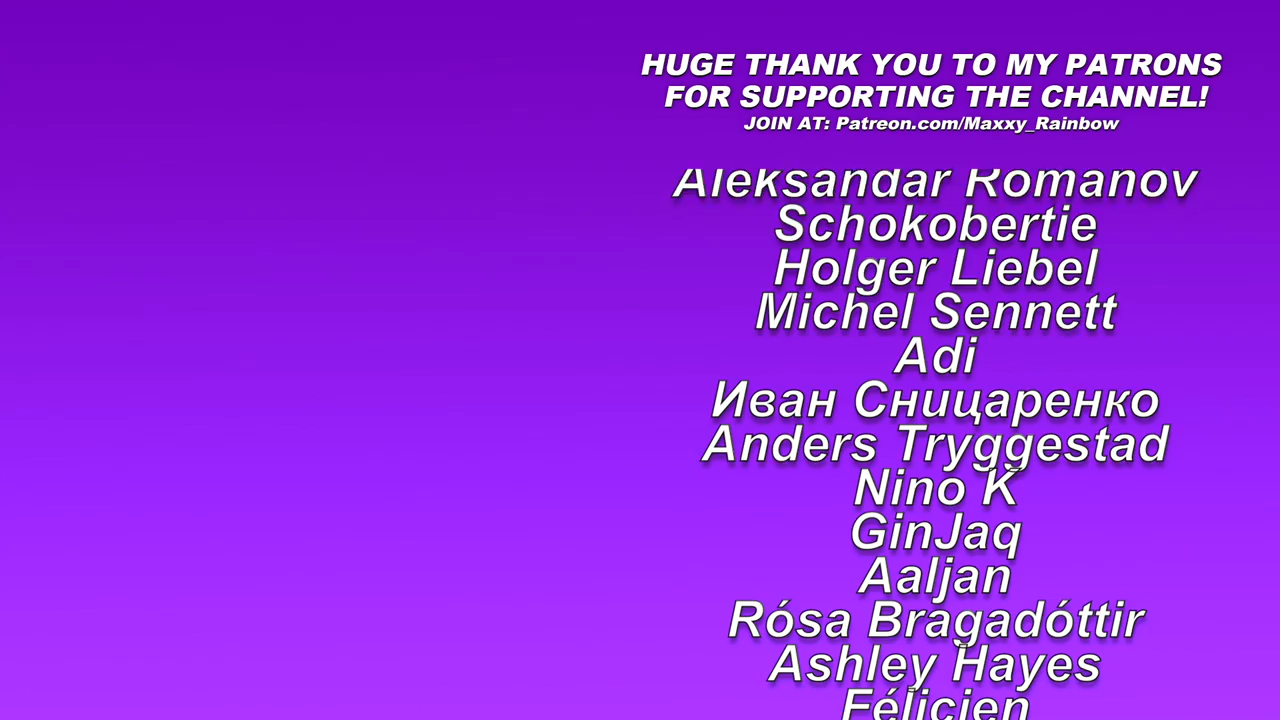 HUGE THANK YOU TO MY PATRONS
FOR SUPPORTING THE CHANNEL!
JOIN AT: Patreon.com/Maxxy_Rainbow
Aleksandar Romanov
Schokobertie
Holger Liebel
Michel Sennett
Adi
Иван Сницаренко
Anders Tryggestad
Nino K
GinJaq
Aaljan
Rósa Bragadóttir
Ashley Hayes
Félicien